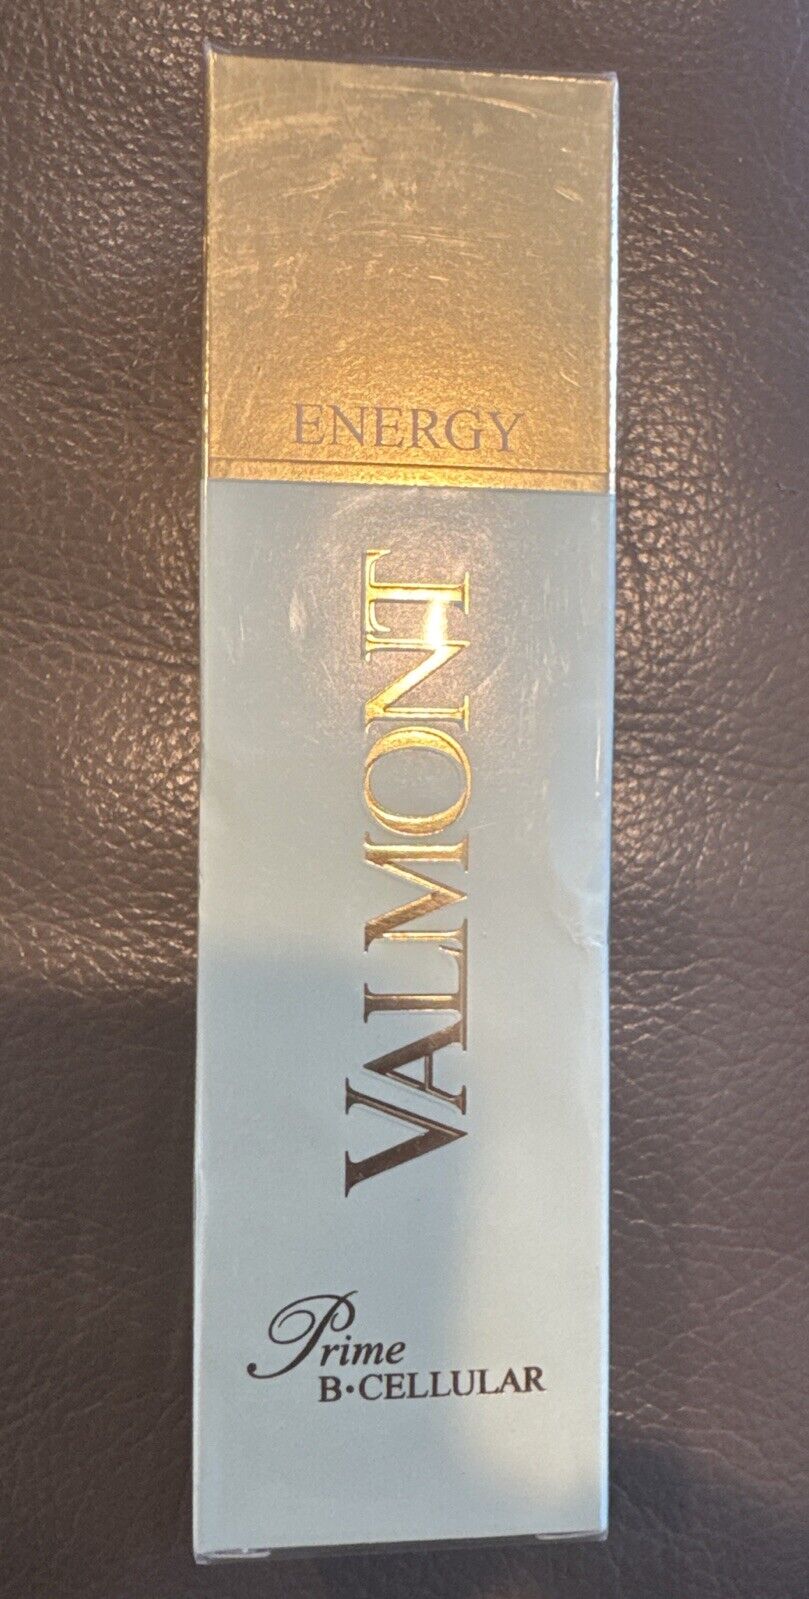 ENERGY
VALMONT
Prime
B•CELLULAR